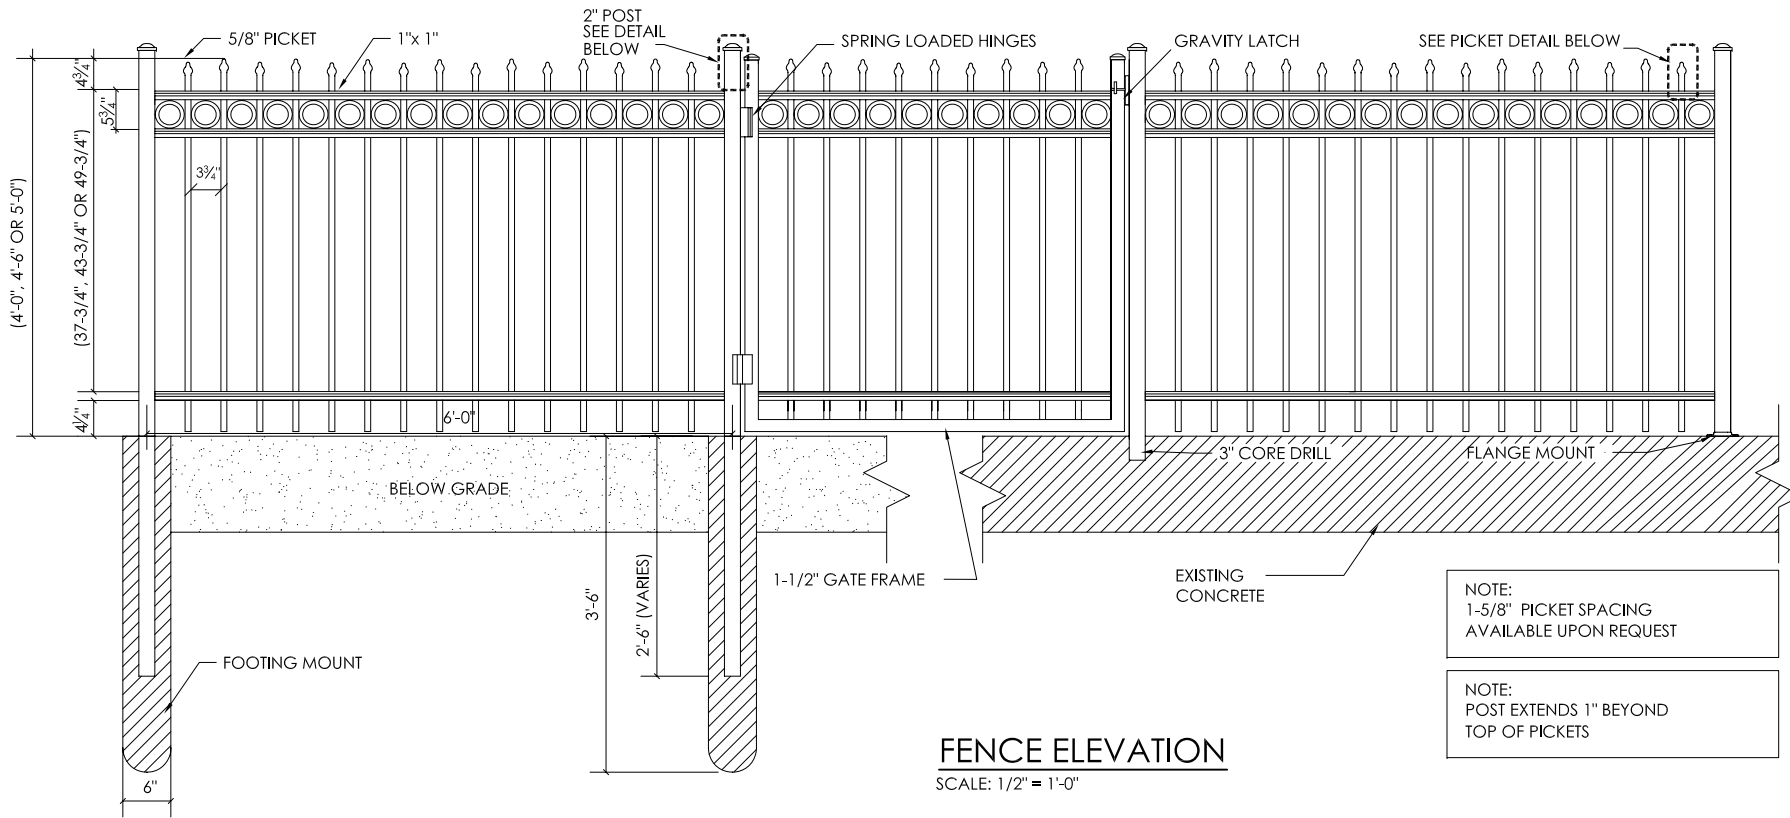 5/8" PICKET
1"x 1"
2" POST
SEE DETAIL
BELOW
SPRING LOADED HINGES
GRAVITY LATCH
SEE PICKET DETAIL BELOW
4¾"
5¾"
(4'-0", 4'-6" OR 5'-0")
(37-3/4", 43-3/4" OR 49-3/4")
3¾"
4¼"
6'-0"
BELOW GRADE
3" CORE DRILL
FLANGE MOUNT
3'-6"
2'-6" (VARIES)
1-1/2" GATE FRAME
EXISTING
CONCRETE
FOOTING MOUNT
6"
NOTE:
1-5/8" PICKET SPACING
AVAILABLE UPON REQUEST
NOTE:
POST EXTENDS 1" BEYOND
TOP OF PICKETS
FENCE ELEVATION
SCALE: 1/2" = 1'-0"